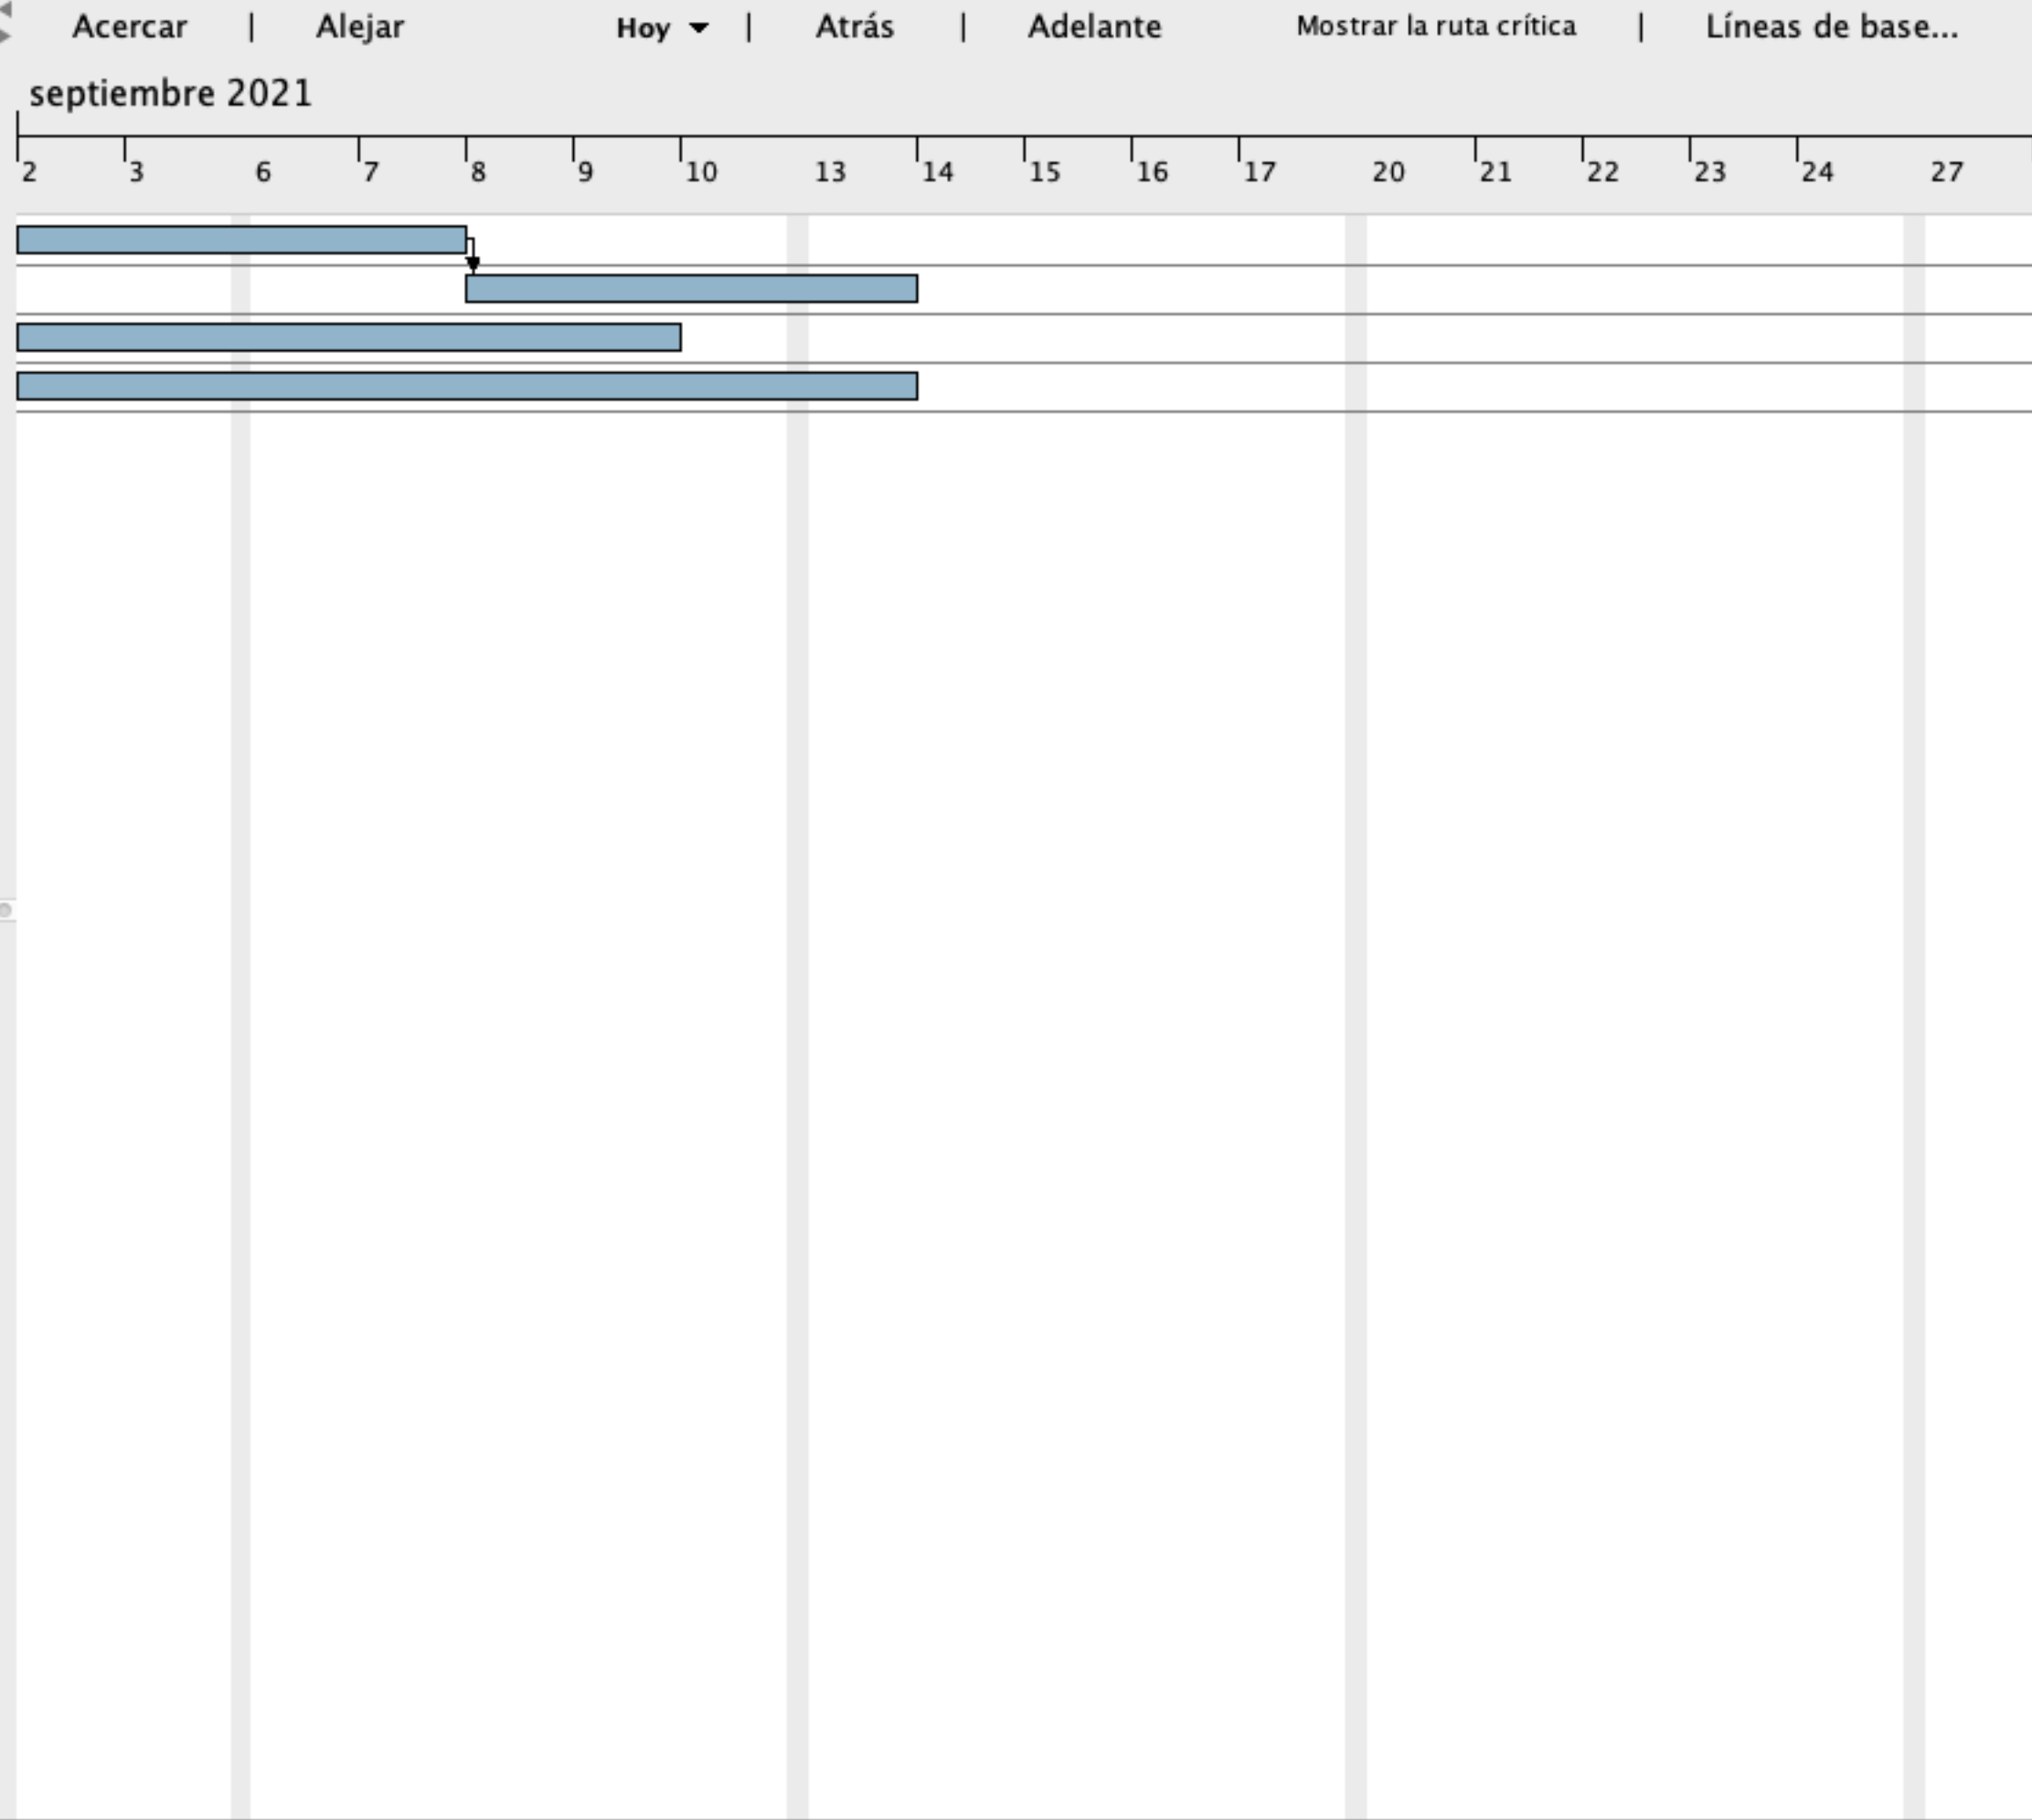 Acercar | Alejar Hoy | Atrás | Adelante Mostrar la ruta crítica | Líneas de base...
septiembre 2021
2 3 6 7 8 9 10 13 14 15 16 17 20 21 22 23 24 27